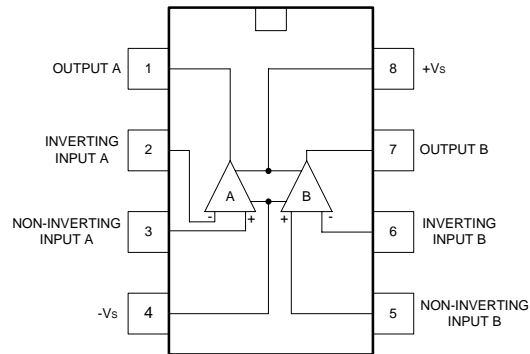 OUTPUT A
1
8
+Vs
INVERTING
INPUT A
2
7
OUTPUT B
A
B
-
+
+
-
NON-INVERTING
INPUT A
3
6
INVERTING
INPUT B
-Vs
4
5
NON-INVERTING
INPUT B